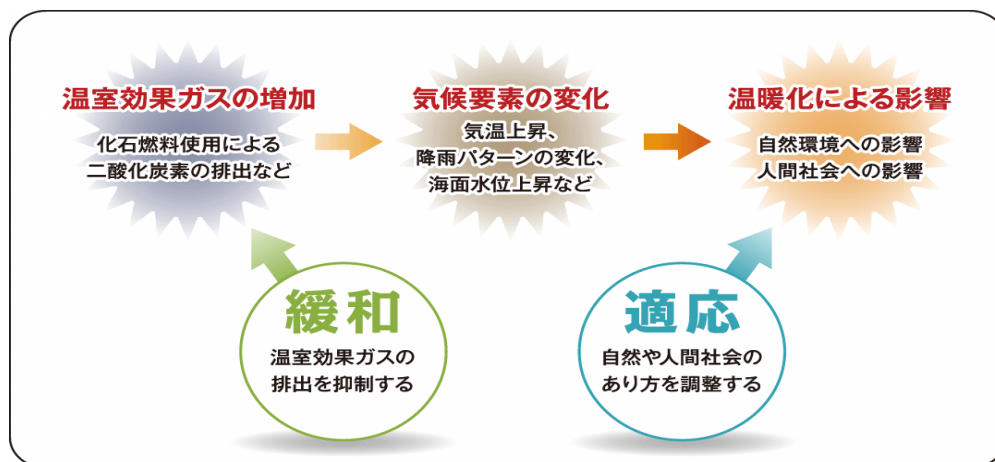 温室効果ガスの増加
化石燃料使用による
二酸化炭素の排出など
気候要素の変化
気温上昇、
降雨パターンの変化、
海面水位上昇など
温暖化による影響
自然環境への影響
人間社会への影響
緩和
温室効果ガスの
排出を抑制する
適応
自然や人間社会の
あり方を調整する